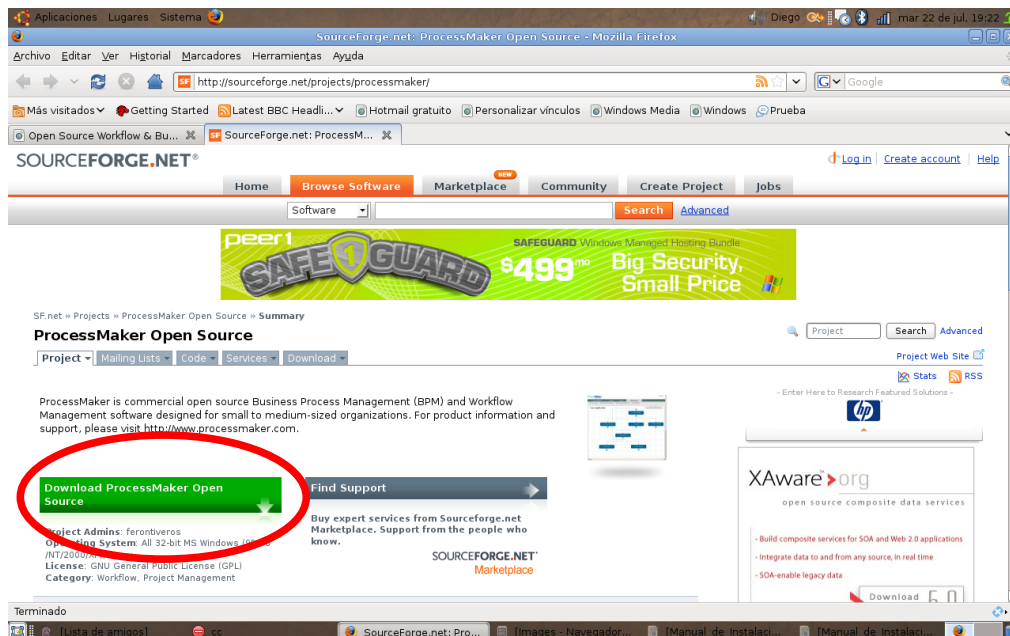 Aplicaciones Lugares Sistema Diego mar 22 de jul, 19:22
SourceForge.net: ProcessMaker Open Source - Mozilla Firefox
Archivo Editar Ver Historial Marcadores Herramientas Ayuda
http://sourceforge.net/projects/processmaker/ Google
Más visitados Getting Started Latest BBC Headli... Hotmail gratuito Personalizar vínculos Windows Media Windows Prueba
Open Source Workflow & Bu... SourceForge.net: ProcessM...
SOURCEFORGE.NET® Log in Create account Help
NEW
Home Browse Software Marketplace Community Create Project Jobs
Software Search Advanced
peer1 SAFE 1 GUARD
SAFEGUARD Windows Managed Hosting Bundle
$499mo Big Security,
Small Price
SF.net » Projects » ProcessMaker Open Source » Summary
ProcessMaker Open Source Project Search Advanced
Project Mailing Lists Code Services Download Project Web Site
Stats RSS
- Enter Here to Research Featured Solutions -
hp
ProcessMaker is commercial open source Business Process Management (BPM) and Workflow
Management software designed for small to medium-sized organizations. For product information and
support, please visit http://www.processmaker.com.
Download ProcessMaker Open
Source
Find Support
Project Admins: ferontiveros
Operating System: All 32-bit MS Windows
/NT/2000/
License: GNU General Public License (GPL)
Category: Workflow, Project Management
Buy expert services from Sourceforge.net
Marketplace. Support from the people who
know.
SOURCEFORGE.NET
Marketplace
XAware.org
open source composite data services
- Build composite services for SOA and Web 2.0 applications
- Integrate data to and from any source, in real time
- SOA-enable legacy data
Download
Terminado
[Lista de amigos] cc SourceForge.net: Pro... [Images - Navegador... [Manual de Instalaci... [Manual de Instalaci...